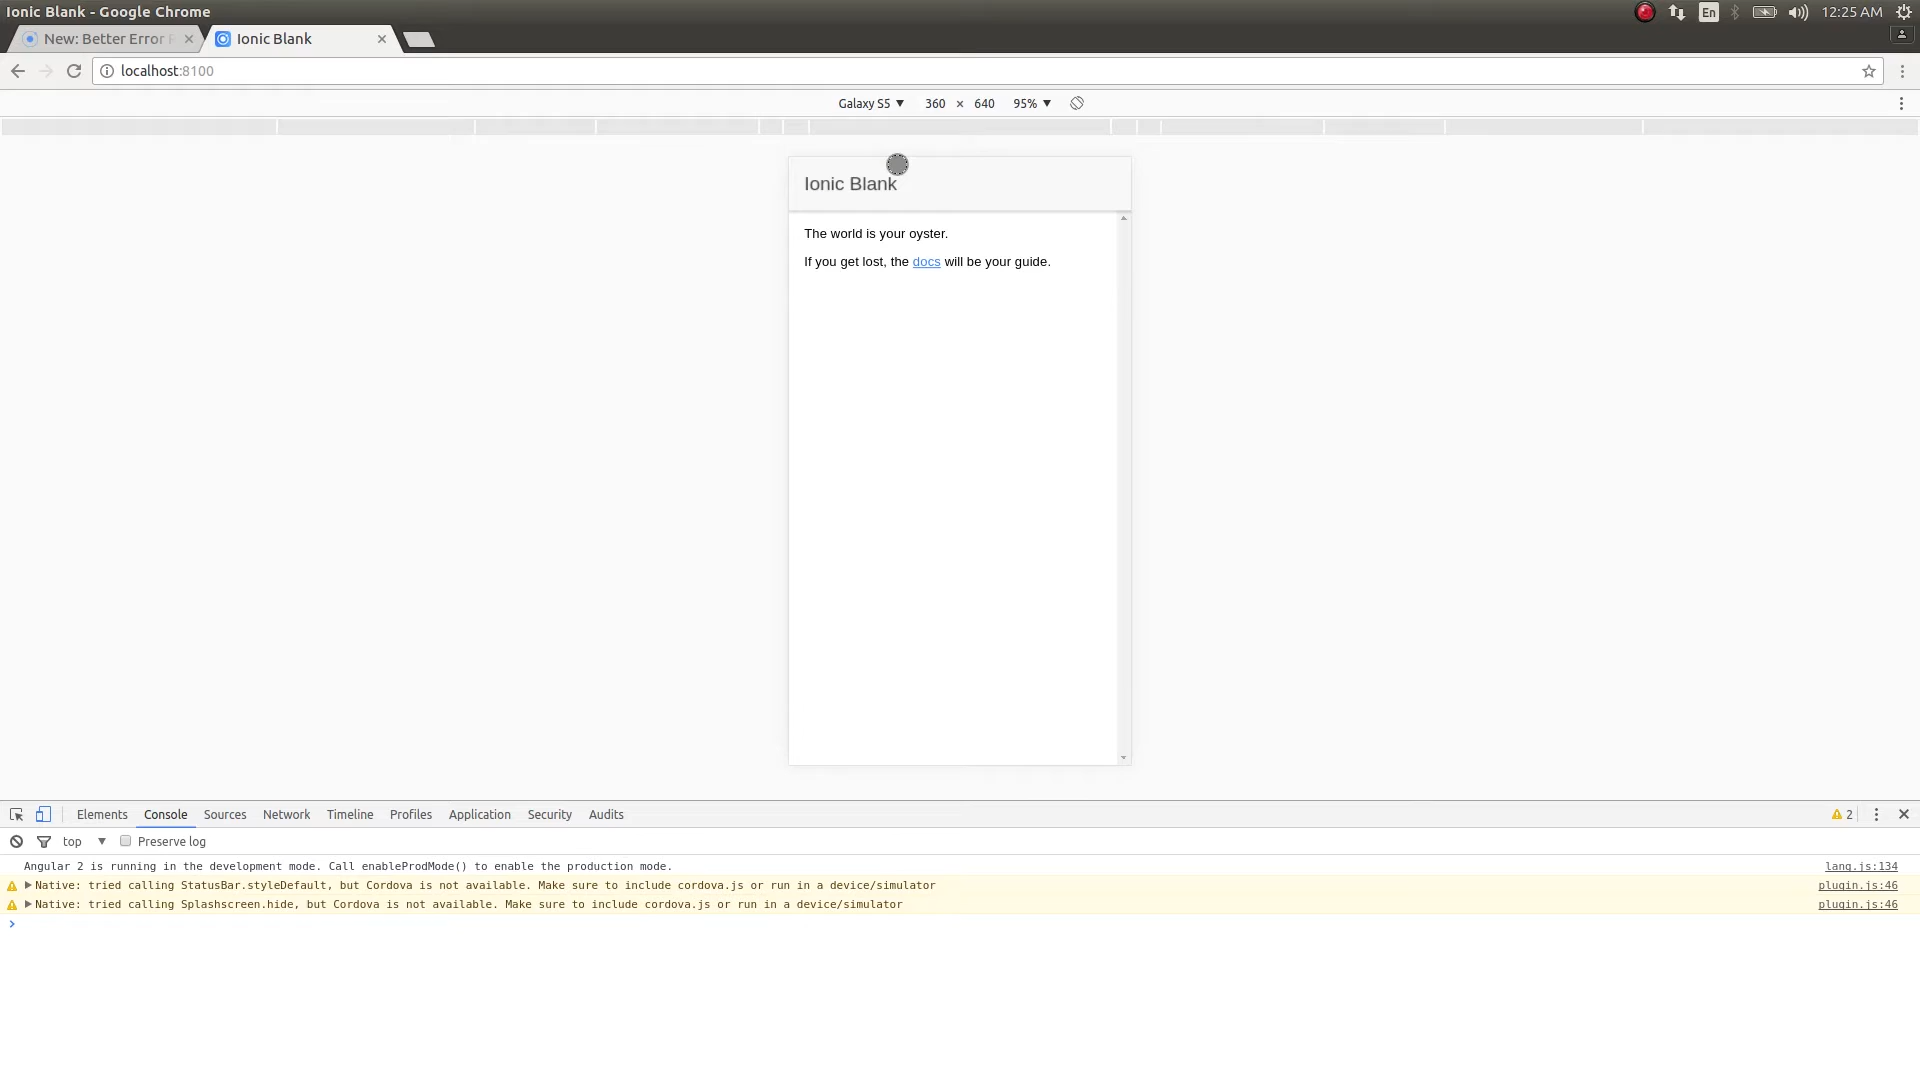 Ionic Blank - Google Chrome
En
12:25 AM
New: Better Error
Ionic Blank
localhost:8100
Galaxy S5 ▼ 360 × 640 95% ▼
Ionic Blank
The world is your oyster.
If you get lost, the docs will be your guide.
Elements Console Sources Network Timeline Profiles Application Security Audits
2
top ▼ Preserve log
Angular 2 is running in the development mode. Call enableProdMode() to enable the production mode. lang.js:134
Native: tried calling StatusBar.styleDefault, but Cordova is not available. Make sure to include cordova.js or run in a device/simulator plugin.js:46
Native: tried calling Splashscreen.hide, but Cordova is not available. Make sure to include cordova.js or run in a device/simulator plugin.js:46